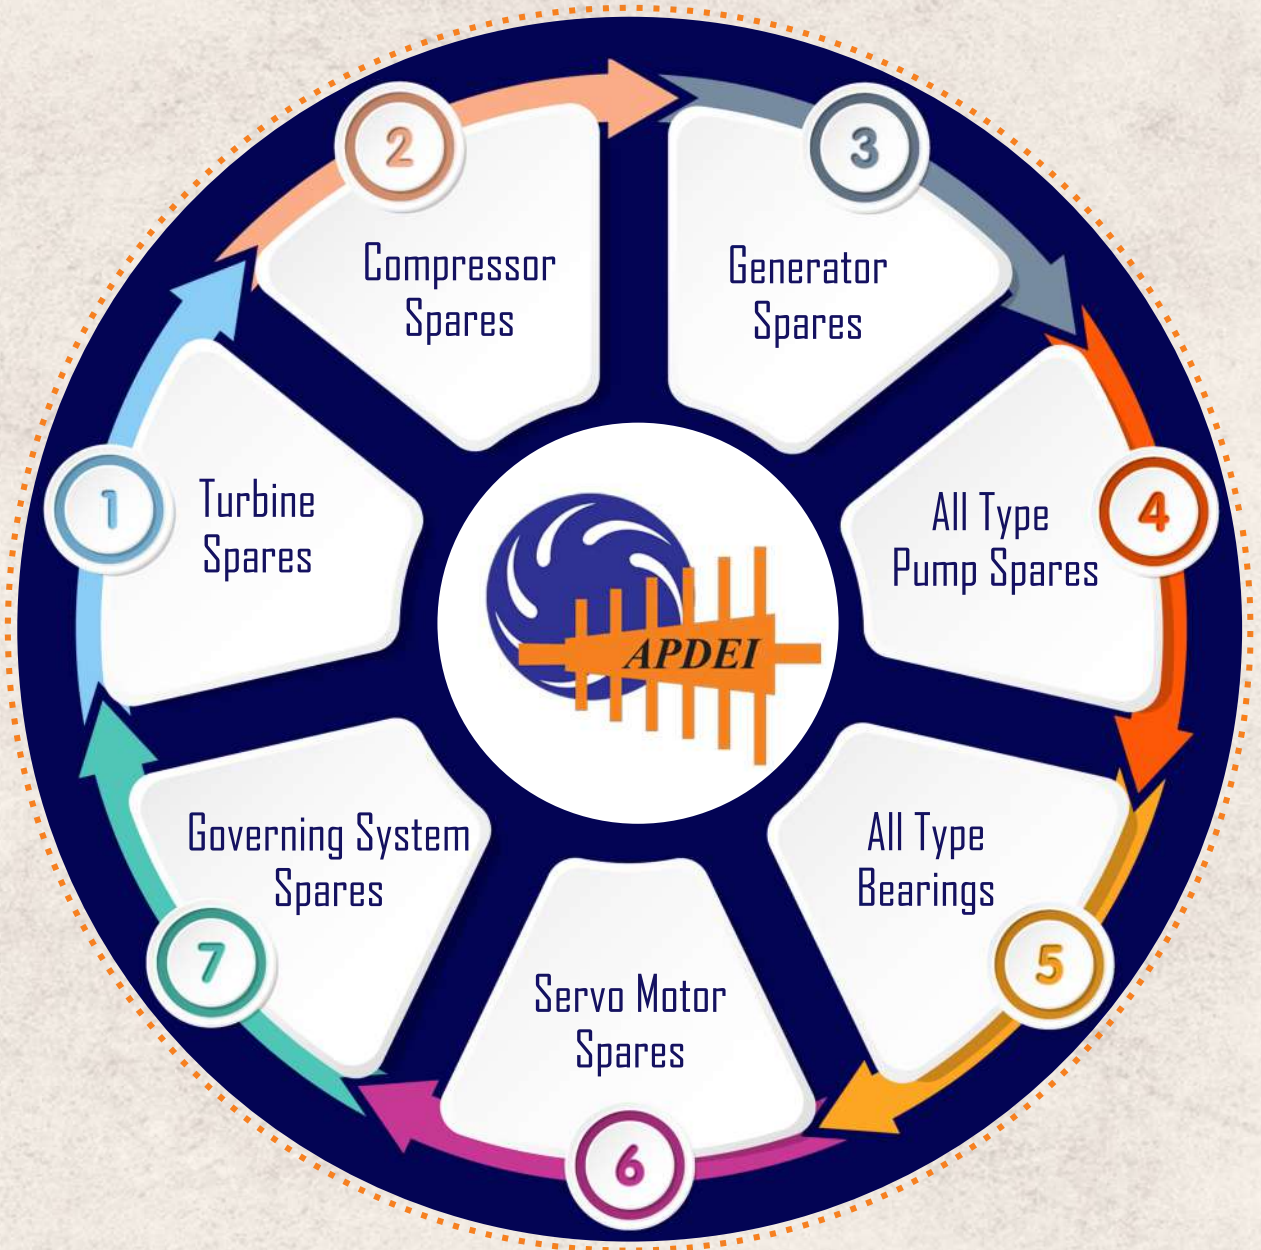 1
Turbine
Spares
2
Compressor
Spares
3
Generator
Spares
4
All Type
Pump Spares
5
All Type
Bearings
6
Servo Motor
Spares
7
Governing System
Spares
APDEI